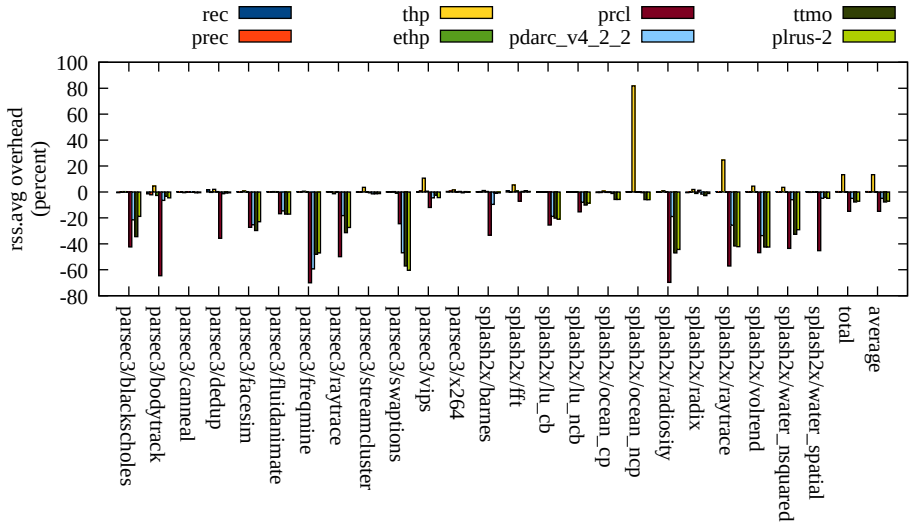 rec thp prcl ttmo
prec ethp pdarc_v4_2_2 plrus-2
rss.avg overhead
(percent)
100
80
60
40
20
0
-20
-40
-60
-80
parsec3/blackscholes
parsec3/bodytrack
parsec3/canneal
parsec3/dedup
parsec3/facesim
parsec3/fluidanimate
parsec3/freqmine
parsec3/raytrace
parsec3/streamcluster
parsec3/swaptions
parsec3/vips
parsec3/x264
splash2x/barnes
splash2x/fft
splash2x/lu_cb
splash2x/lu_ncb
splash2x/ocean_cp
splash2x/ocean_ncp
splash2x/radiosity
splash2x/radix
splash2x/raytrace
splash2x/volrend
splash2x/water_nsquared
splash2x/water_spatial
total
average